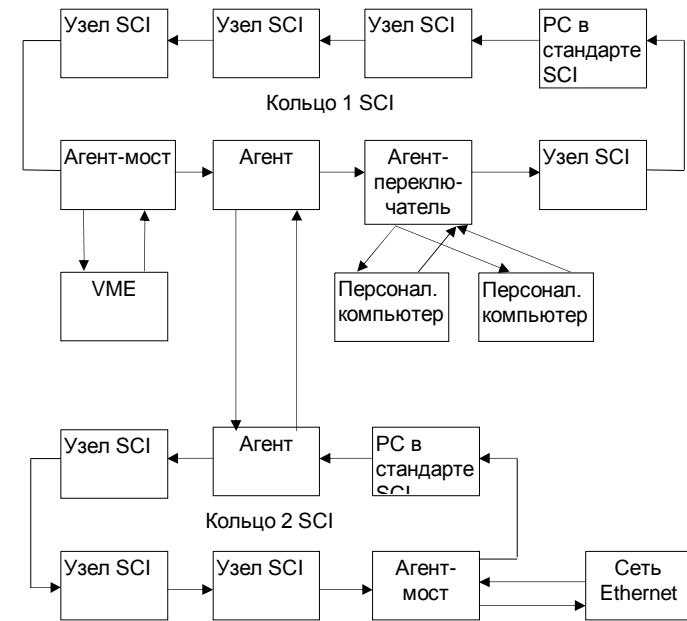 Узел SCI
Узел SCI
Узел SCI
PC в
стандарте
SCI
Кольцо 1 SCI
Агент-мост
Агент
Агент-
переклю-
чатель
Узел SCI
VME
Персонал.
компьютер
Персонал.
компьютер
Узел SCI
Агент
PC в
стандарте
SCI
Кольцо 2 SCI
Узел SCI
Узел SCI
Агент-
мост
Сеть
Ethernet